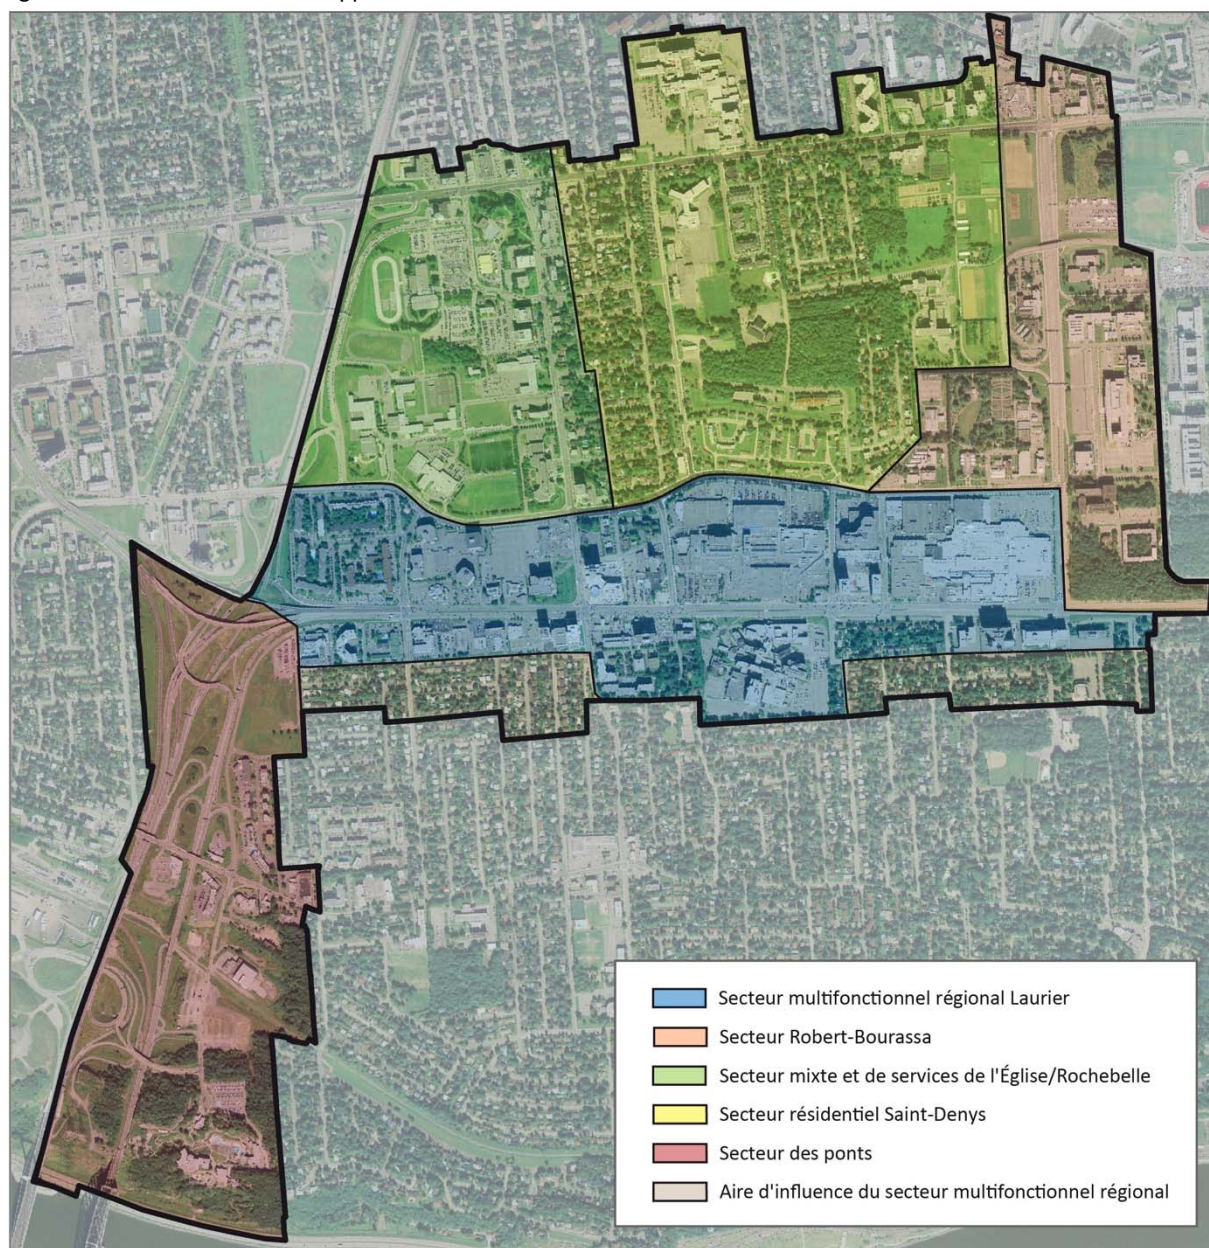 Secteur multifonctionnel régional Laurier
Secteur Robert-Bourassa
Secteur mixte et de services de l'Église/Rochebelle
Secteur résidentiel Saint-Denys
Secteur des ponts
Aire d'influence du secteur multifonctionnel régional